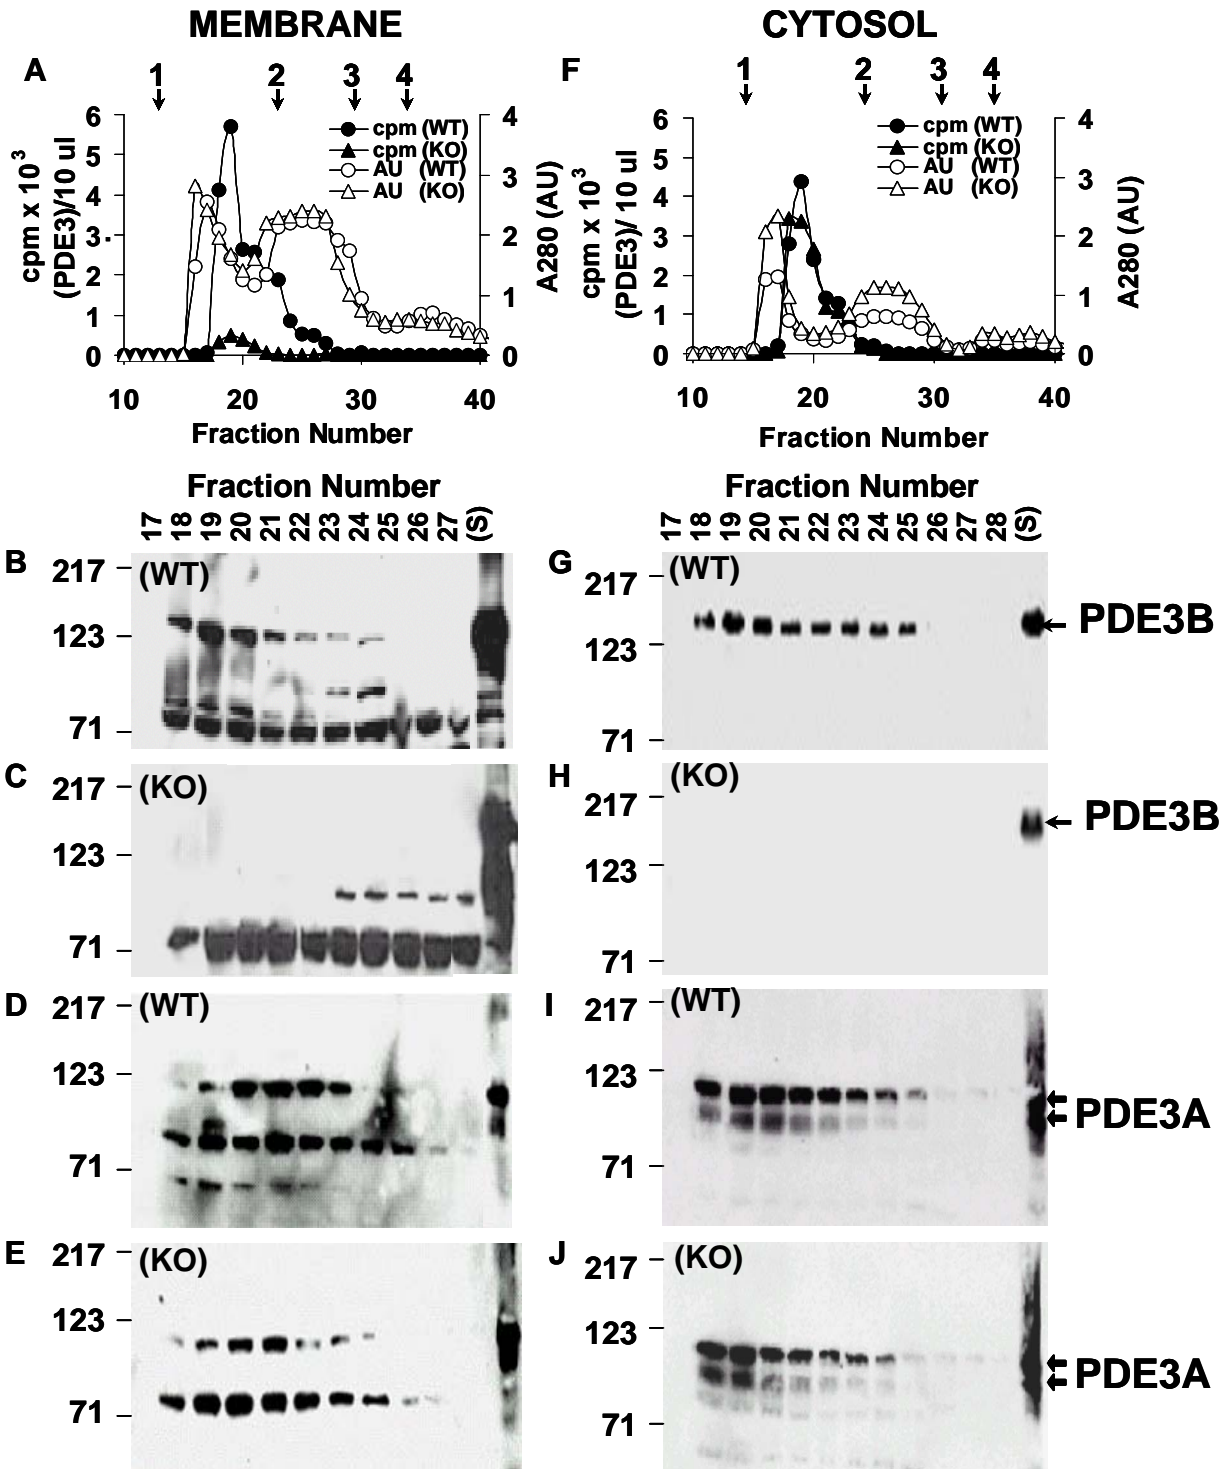 MEMBRANE
CYTOSOL
A
1 2 3 4
6
5
4
3
2
1
0
cpm x 10³
(PDE3)/10 ul
cpm (WT)
cpm (KO)
AU (WT)
AU (KO)
4
3
2
1
0
A280 (AU)
10 20 30 40
Fraction Number
F
1 2 3 4
6
5
4
3
2
1
0
cpm x 10³
(PDE3)/ 10 ul
cpm (WT)
cpm (KO)
AU (WT)
AU (KO)
4
3
2
1
0
A280 (AU)
10 20 30 40
Fraction Number
Fraction Number
17 18 19 20 21 22 23 24 25 26 27 (S)
B
(WT)
217
123
71
C
(KO)
217
123
71
D
(WT)
217
123
71
E
(KO)
217
123
71
Fraction Number
17 18 19 20 21 22 23 24 25 26 27 28 (S)
G
(WT)
217
123
71
PDE3B
H
(KO)
217
123
71
PDE3B
I
(WT)
217
123
71
PDE3A
J
(KO)
217
123
71
PDE3A